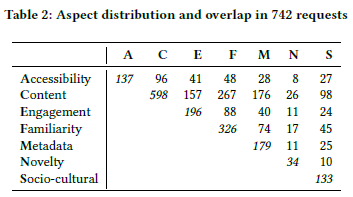 Table 2: Aspect distribution and overlap in 742 requests
A C E F M N S
Accessibility 137 96 41 48 28 8 27
Content 598 157 267 176 26 98
Engagement 196 88 40 11 24
Familiarity 326 74 17 45
Metadata 179 11 25
Novelty 34 10
Socio-cultural 133